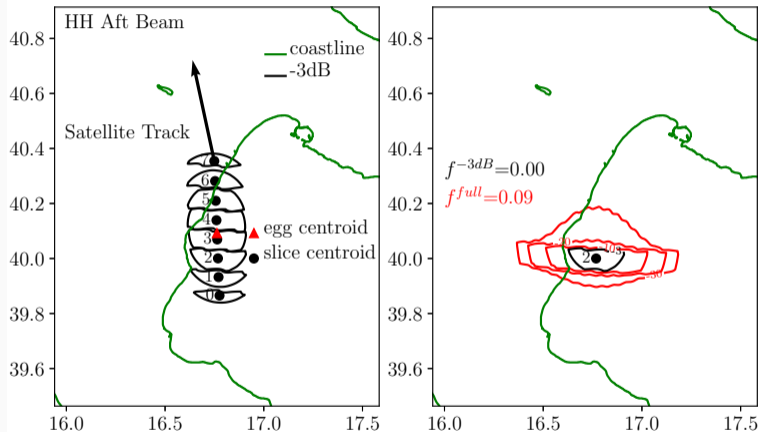 HH Aft Beam
coastline
-3dB
Satellite Track
7
6
5
4
3
2
1
0
egg centroid
slice centroid
40.8
40.6
40.4
40.2
40.0
39.8
39.6
16.0 16.5 17.0 17.5
f^{-3dB}=0.00
f^{full}=0.09
2
-30
40.8
40.6
40.4
40.2
40.0
39.8
39.6
16.0 16.5 17.0 17.5